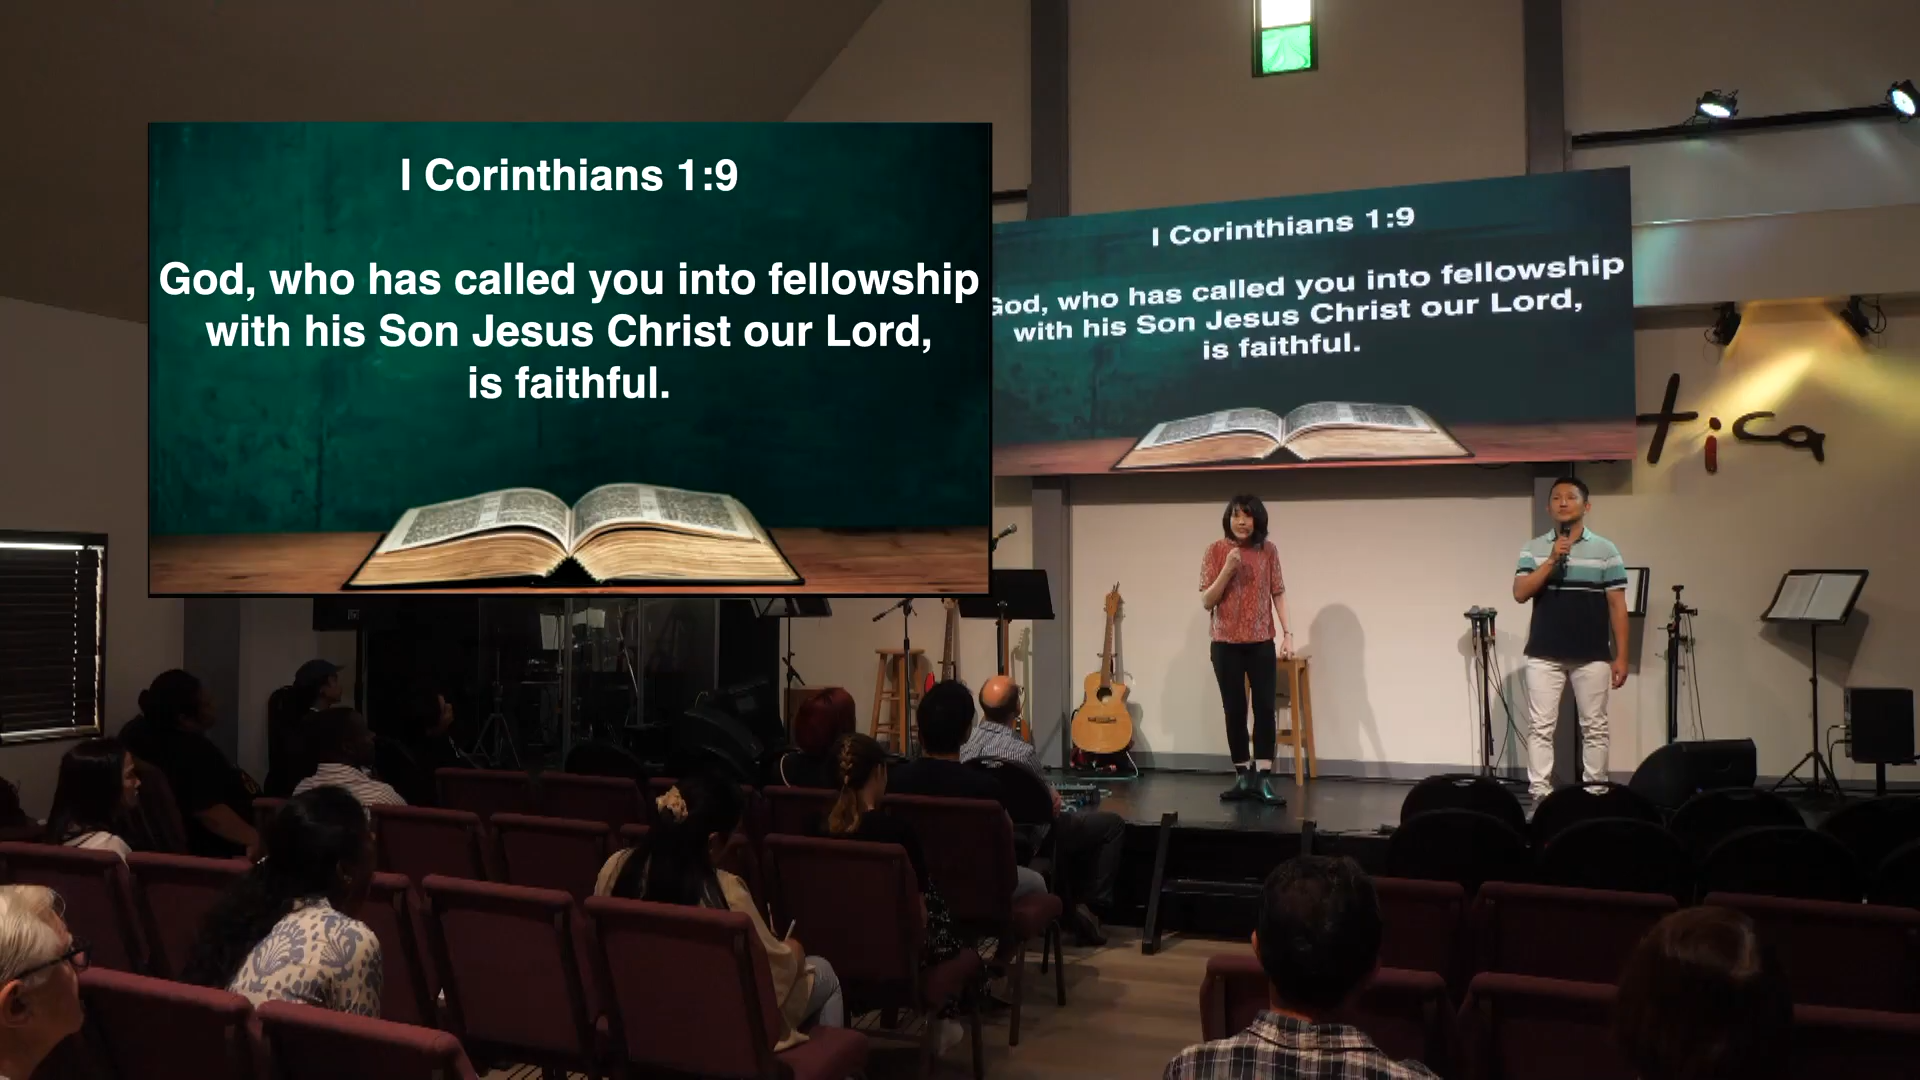 I Corinthians 1:9
God, who has called you into fellowship
with his Son Jesus Christ our Lord,
is faithful.
I Corinthians 1:9
God, who has called you into fellowship
with his Son Jesus Christ our Lord,
is faithful.
tica